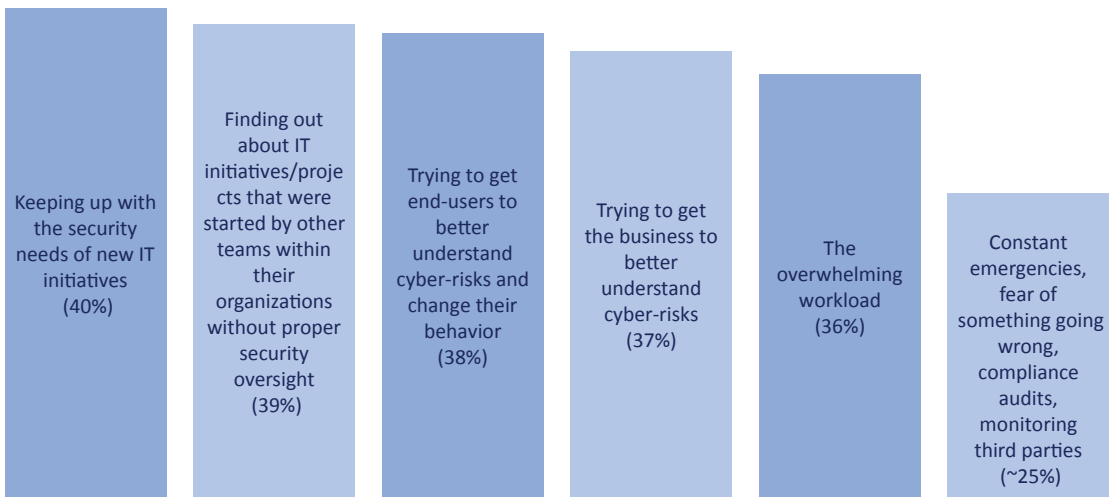 Keeping up with
the security
needs of new IT
initiatives
(40%)
Finding out
about IT
initiatives/proje
cts that were
started by other
teams within
their
organizations
without proper
security
oversight
(39%)
Trying to get
end-users to
better
understand
cyber-risks and
change their
behavior
(38%)
Trying to get
the business to
better
understand
cyber-risks
(37%)
The
overwhelming
workload
(36%)
Constant
emergencies,
fear of
something going
wrong,
compliance
audits,
monitoring
third parties
(~25%)